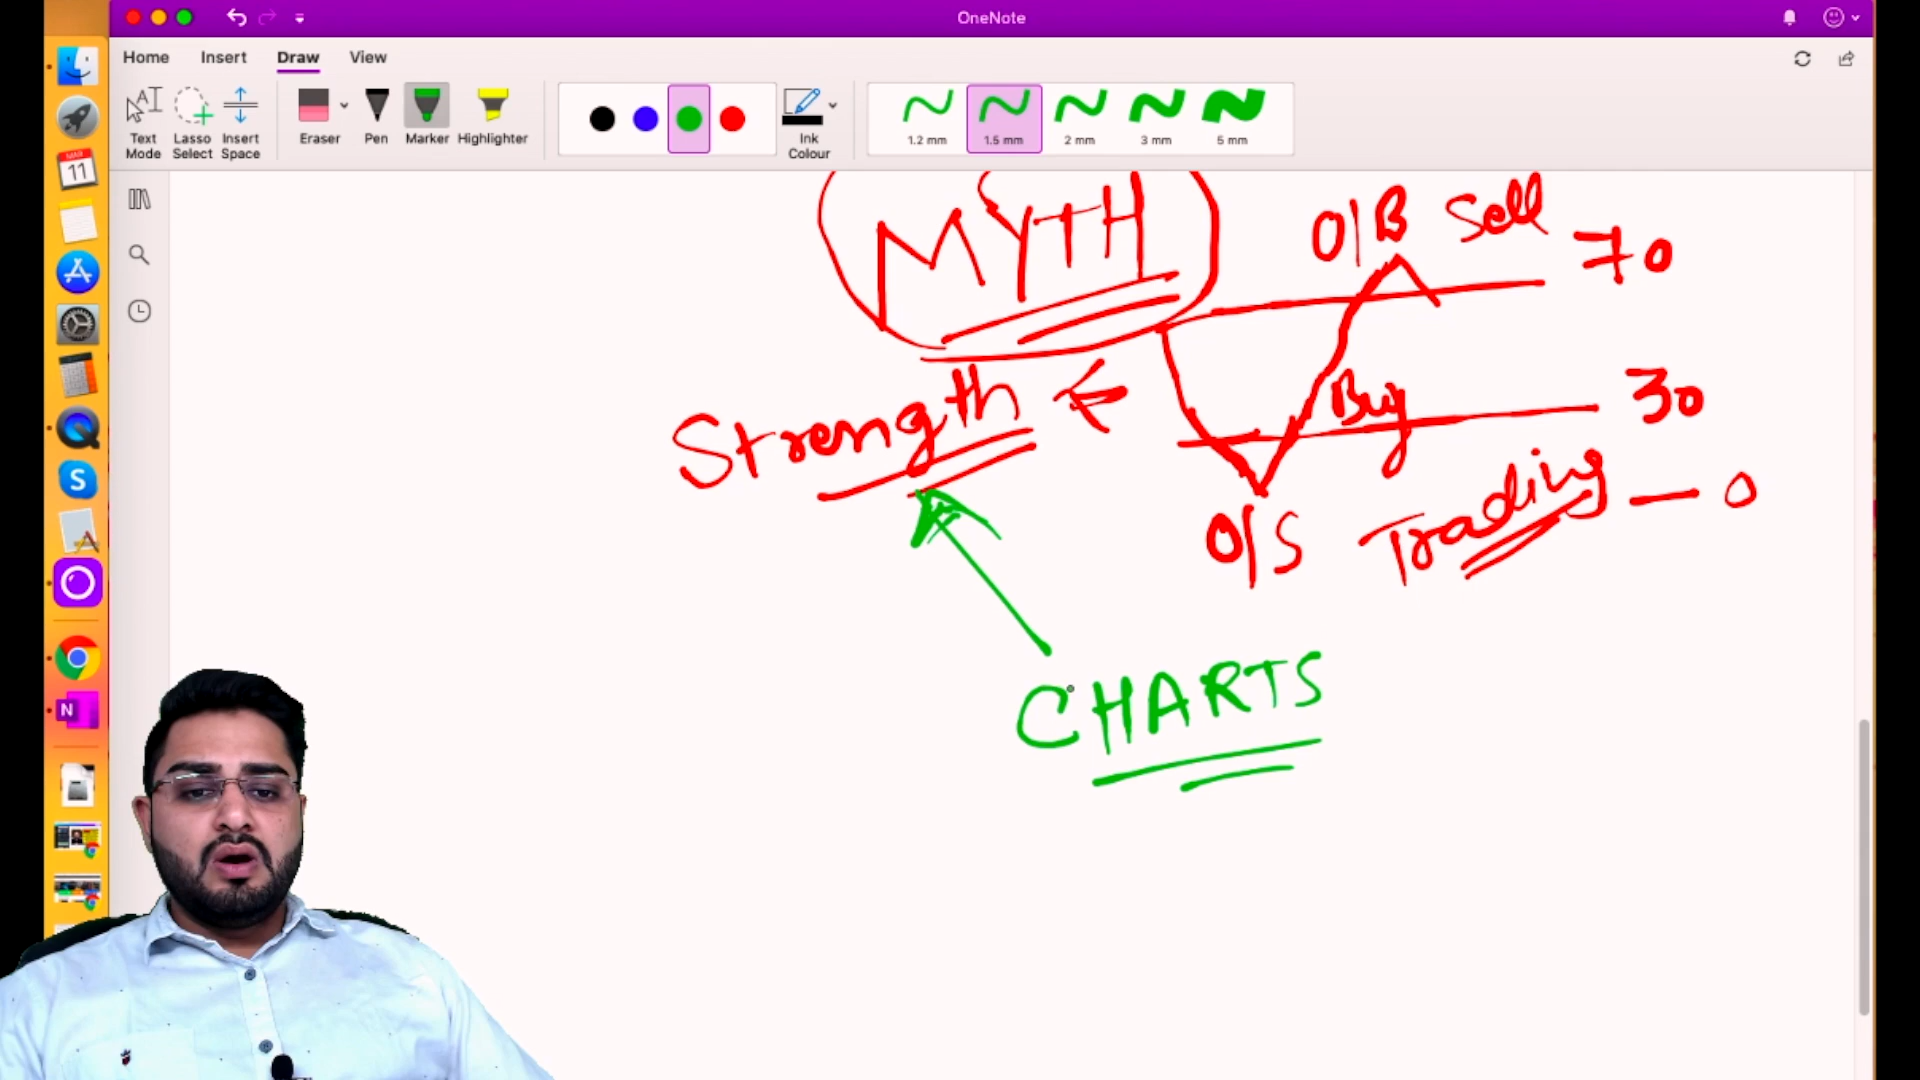 OneNote
Home Insert Draw View
Text Mode
Lasso Select
Insert Space
Eraser
Pen
Marker
Highlighter
Ink Colour
1.2 mm
1.5 mm
2 mm
3 mm
5 mm
MAR
11
MYTH
O/B Sell 70
Strength
Buy 30
O/S Trading — 0
CHARTS
S
N